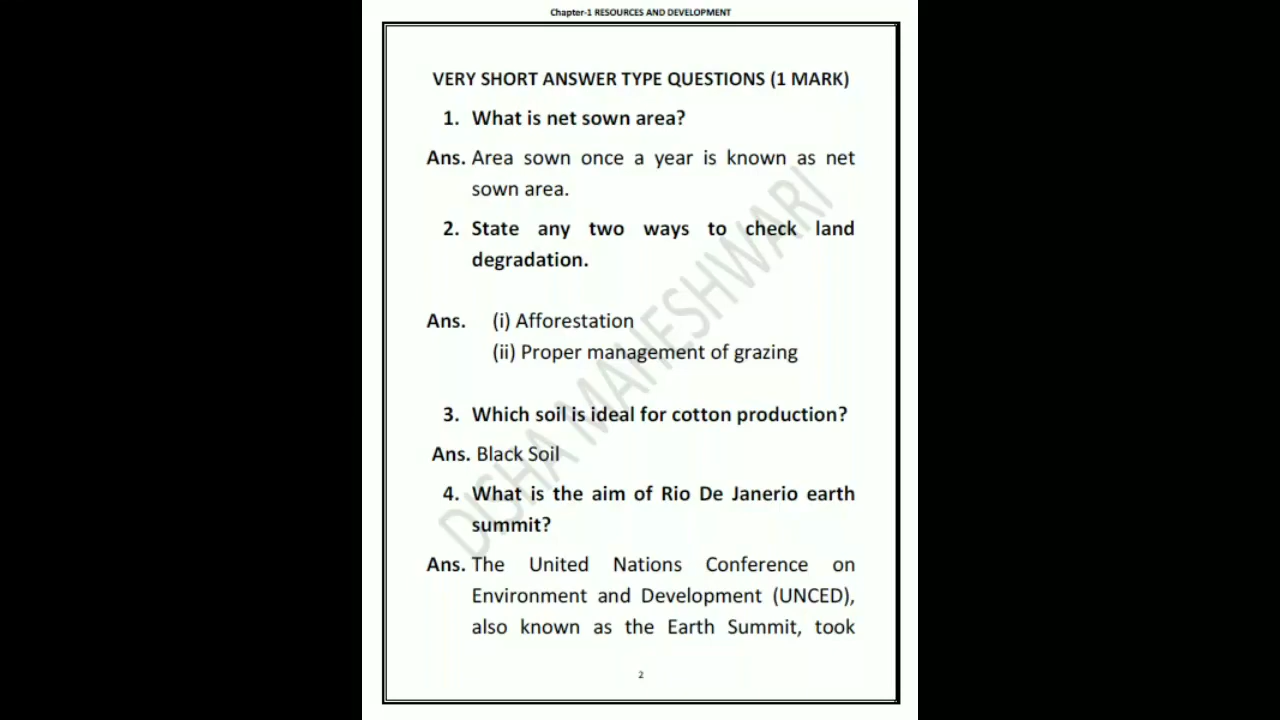 Chapter-1 RESOURCES AND DEVELOPMENT
VERY SHORT ANSWER TYPE QUESTIONS (1 MARK)
1. What is net sown area?
Ans. Area sown once a year is known as net
sown area.
2. State any two ways to check land
degradation.
Ans. (i) Afforestation
(ii) Proper management of grazing
3. Which soil is ideal for cotton production?
Ans. Black Soil
4. What is the aim of Rio De Janerio earth
summit?
Ans. The United Nations Conference on
Environment and Development (UNCED),
also known as the Earth Summit, took
2
DISHA MAHESHWARI